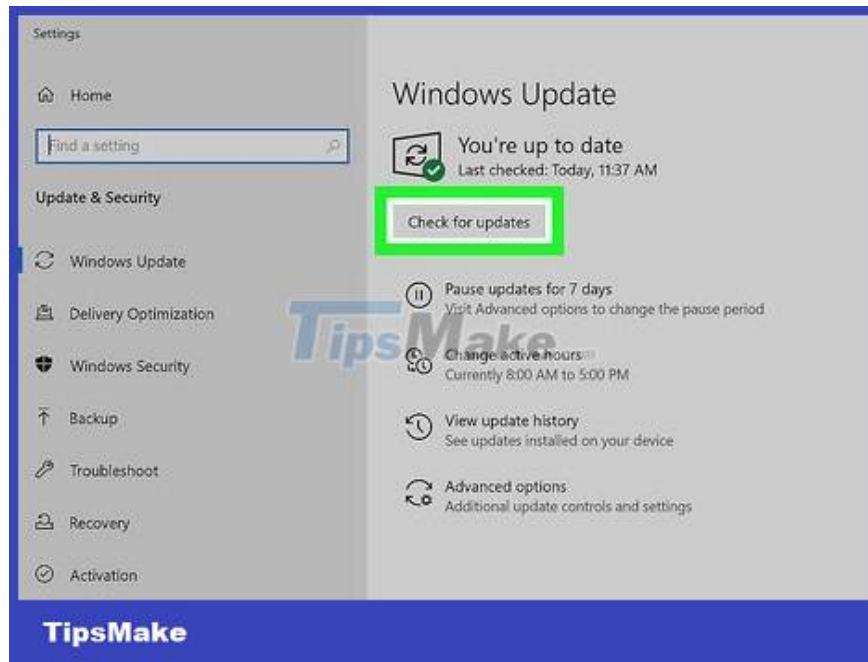 Settings
Home
Find a setting
Update & Security
Windows Update
Delivery Optimization
Windows Security
Backup
Troubleshoot
Recovery
Activation
Windows Update
You're up to date
Last checked: Today, 11:37 AM
Check for updates
Pause updates for 7 days
Visit Advanced options to change the pause period
Change active hours
Currently 8:00 AM to 5:00 PM
View update history
See updates installed on your device
Advanced options
Additional update controls and settings
TipsMake
TipsMake